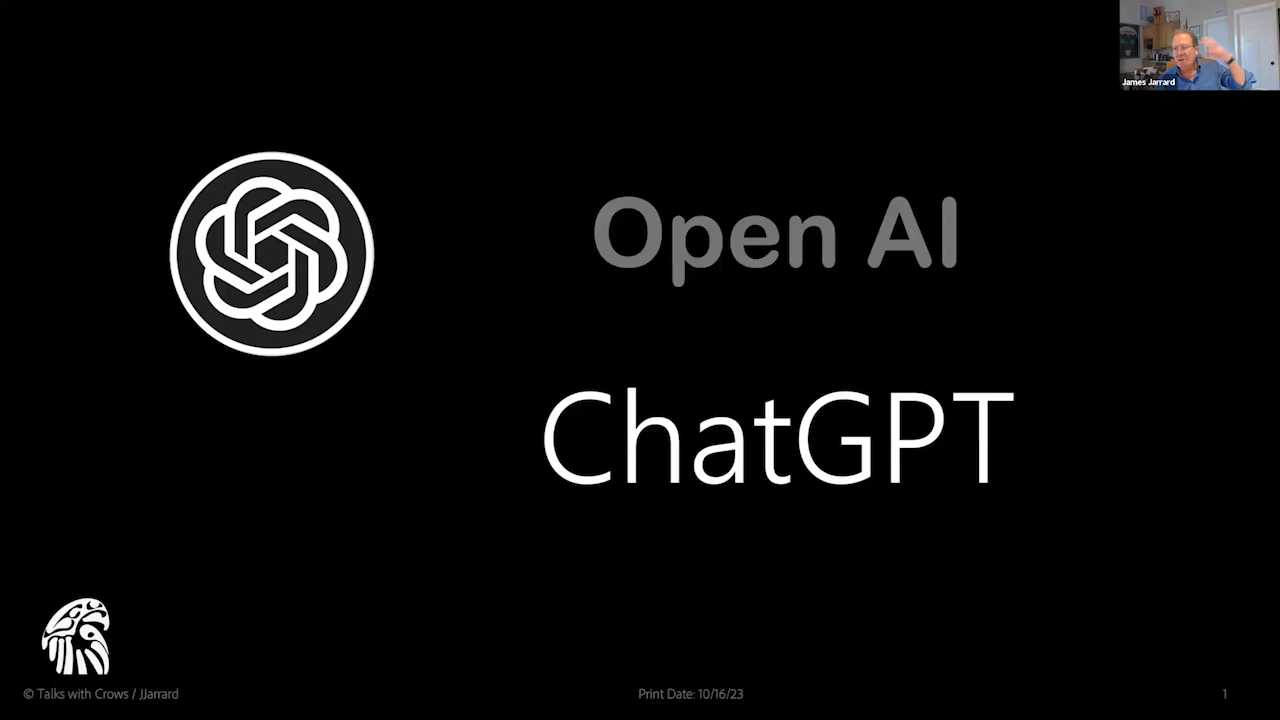 James Jarrard
Open AI
ChatGPT
© Talks with Crows / JJarrard
Print Date: 10/16/23
1